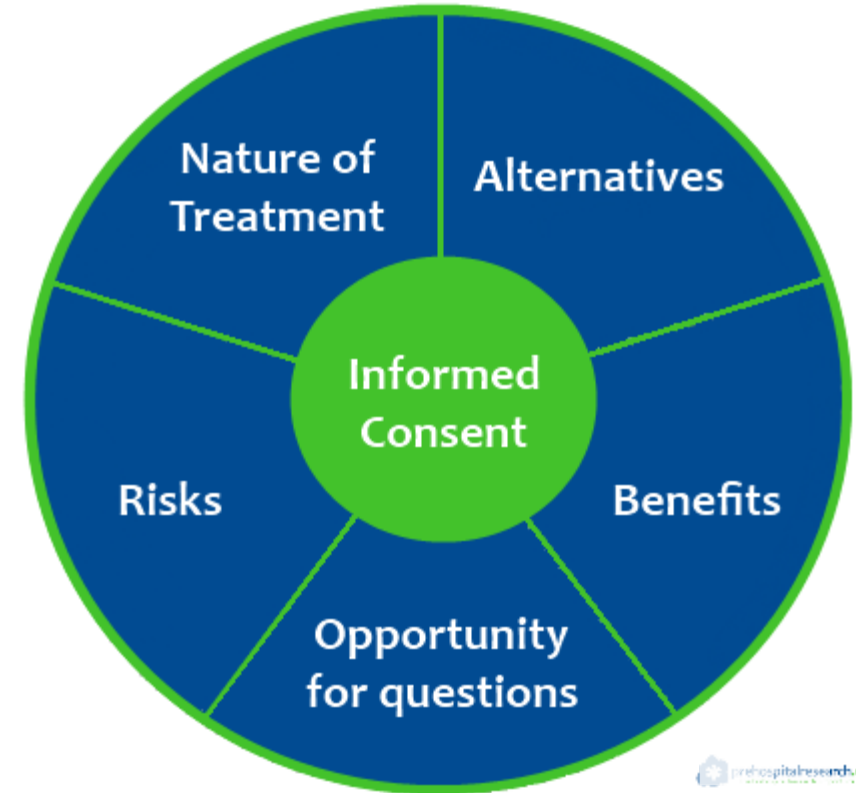 Nature of
Treatment
Alternatives
Informed
Consent
Risks
Benefits
Opportunity
for questions
prehospitalresearch.